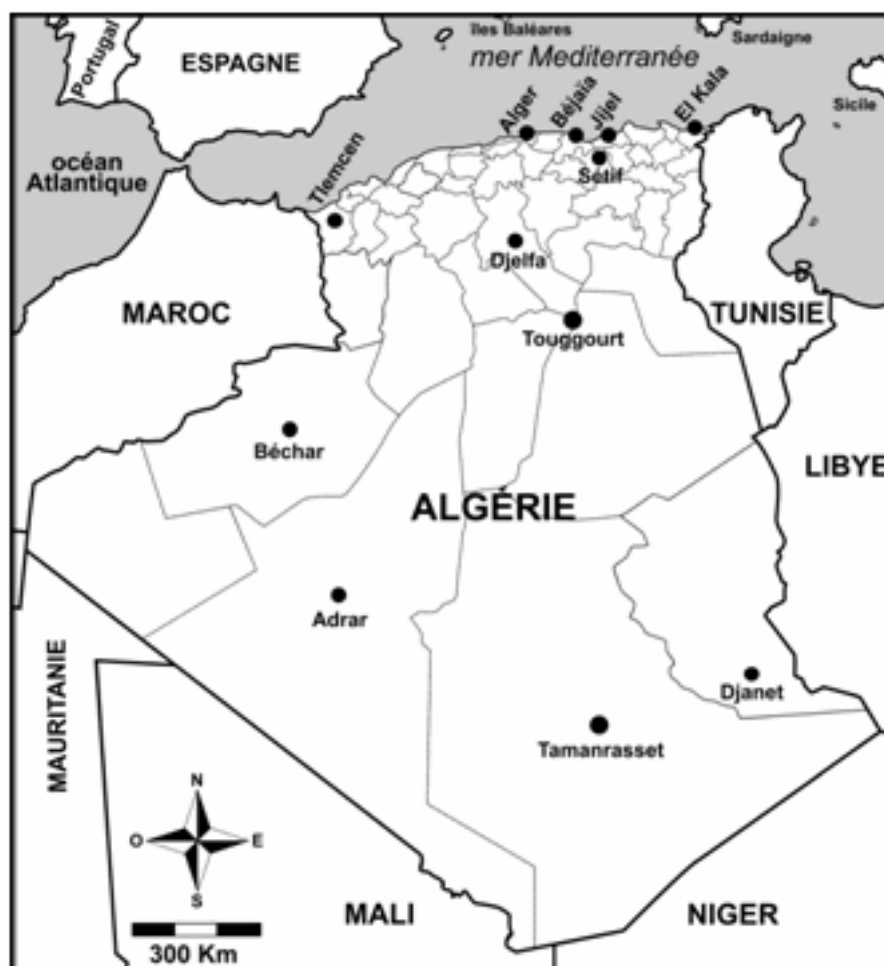 îles Baléares
Sardaigne
Portugal
ESPAGNE
mer Mediterranée
Sicile
Alger
Béjaïa
Jijel
El Kala
océan
Atlantique
Tlemcen
Sétif
Djelfa
MAROC
TUNISIE
Touggourt
Béchar
LIBYE
ALGÉRIE
Adrar
Djanet
MAURITANIE
Tamanrasset
N
O
E
S
MALI
NIGER
300 Km